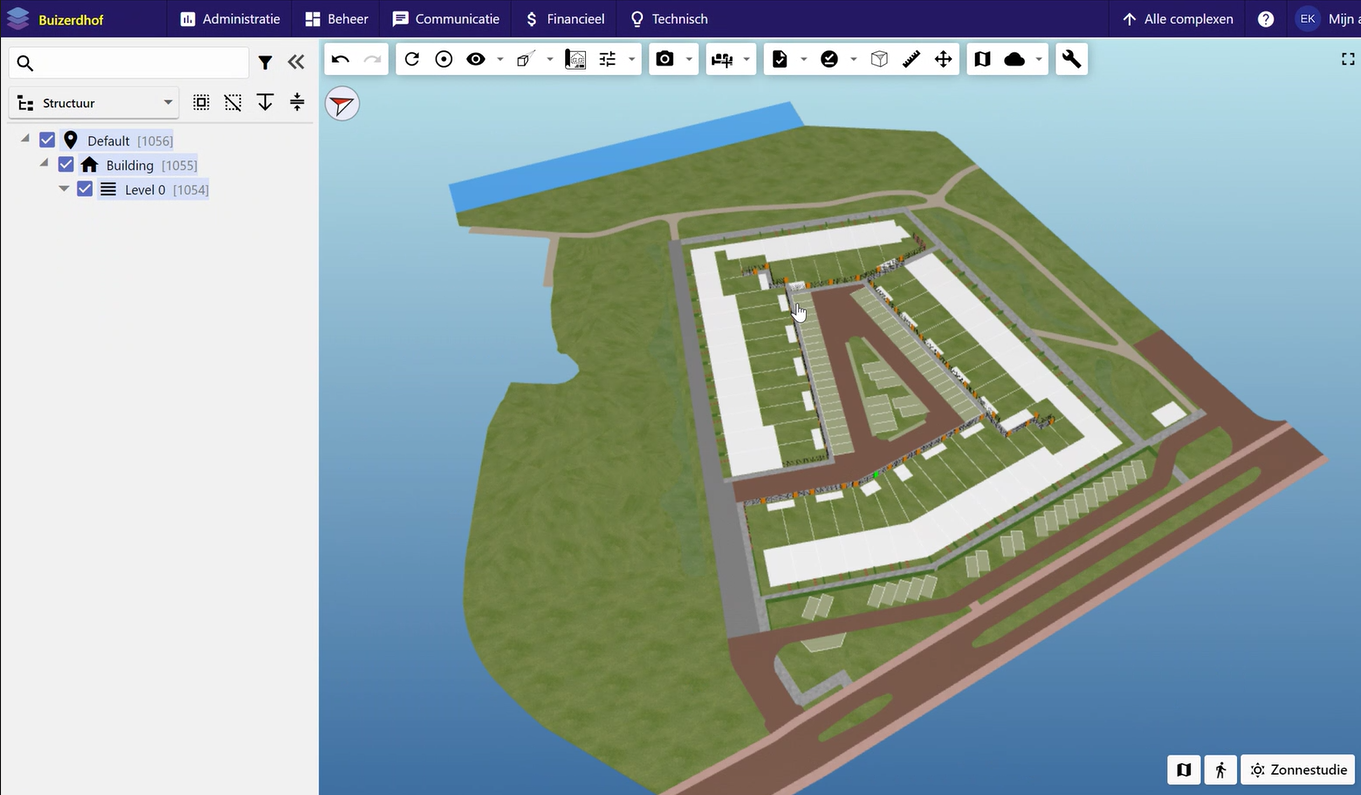 Buizerdhof
Administratie
Beheer
Communicatie
Financieel
Technisch
Alle complexen
EK
Mijn a
Structuur
Default [1056]
Building [1055]
Level 0 [1054]
Zonnestudie